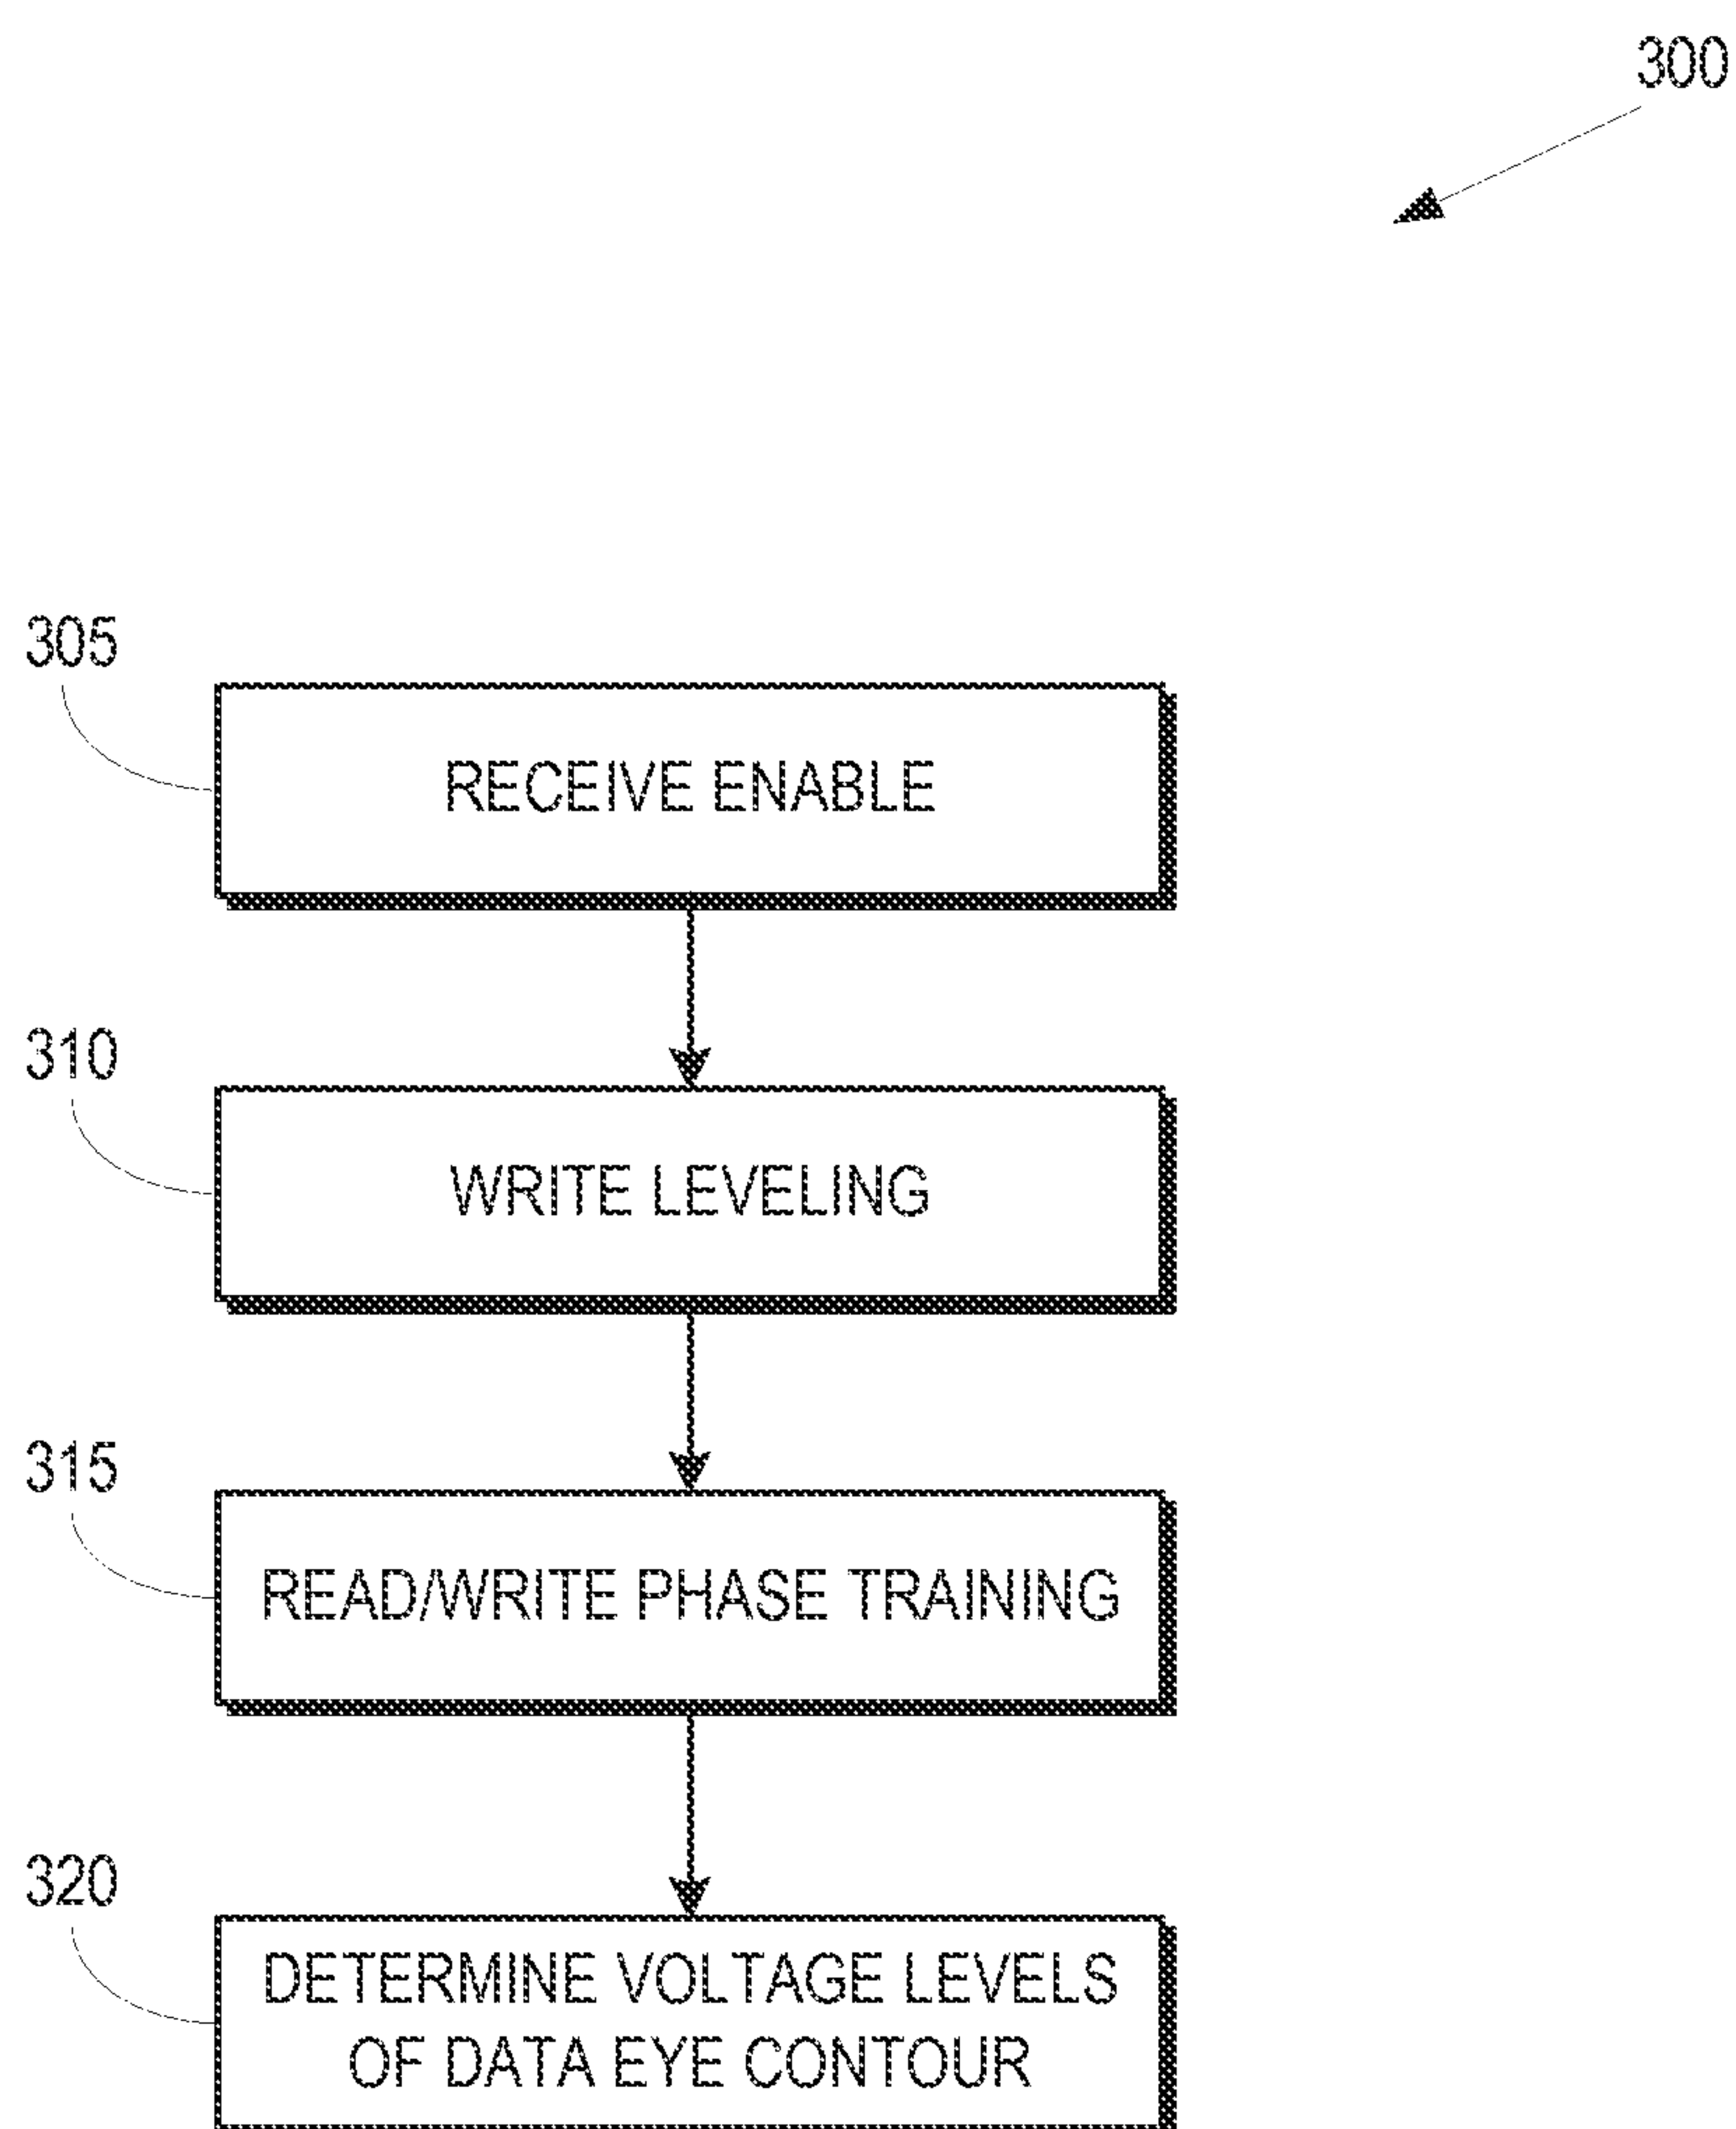 300
305
RECEIVE ENABLE
310
WRITE LEVELING
315
READ/WRITE PHASE TRAINING
320
DETERMINE VOLTAGE LEVELS
OF DATA EYE CONTOUR